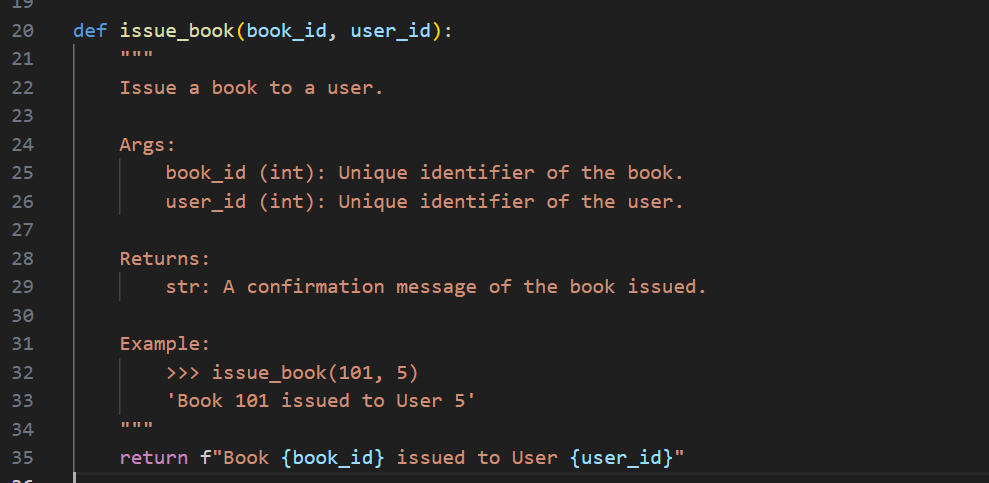 20 def issue_book(book_id, user_id):
21 """
22 Issue a book to a user.
23
24 Args:
25 book_id (int): Unique identifier of the book.
26 user_id (int): Unique identifier of the user.
27
28 Returns:
29 str: A confirmation message of the book issued.
30
31 Example:
32 >>> issue_book(101, 5)
33 'Book 101 issued to User 5'
34 """
35 return f"Book {book_id} issued to User {user_id}"